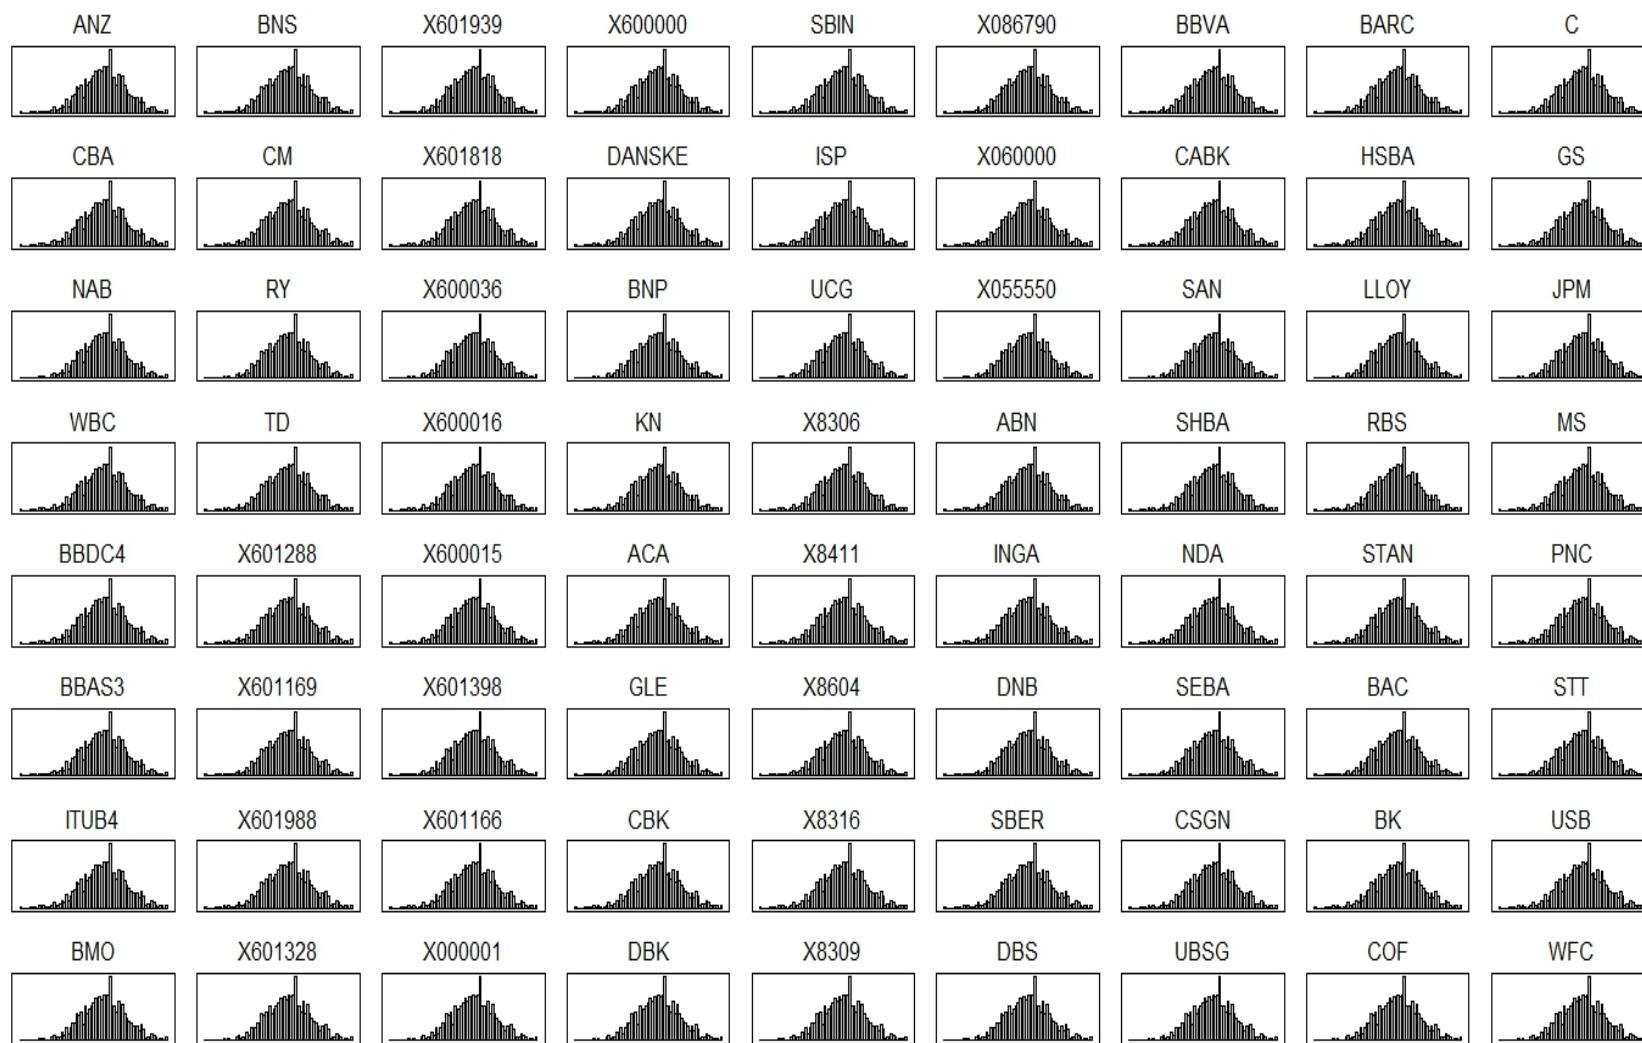 ANZ BNS X601939 X600000 SBIN X086790 BBVA BARC C
CBA CM X601818 DANSKE ISP X060000 CABK HSBA GS
NAB RY X600036 BNP UCG X055550 SAN LLOY JPM
WBC TD X600016 KN X8306 ABN SHBA RBS MS
BBDC4 X601288 X600015 ACA X8411 INGA NDA STAN PNC
BBAS3 X601169 X601398 GLE X8604 DNB SEBA BAC STT
ITUB4 X601988 X601166 CBK X8316 SBER CSGN BK USB
BMO X601328 X000001 DBK X8309 DBS UBSG COF WFC